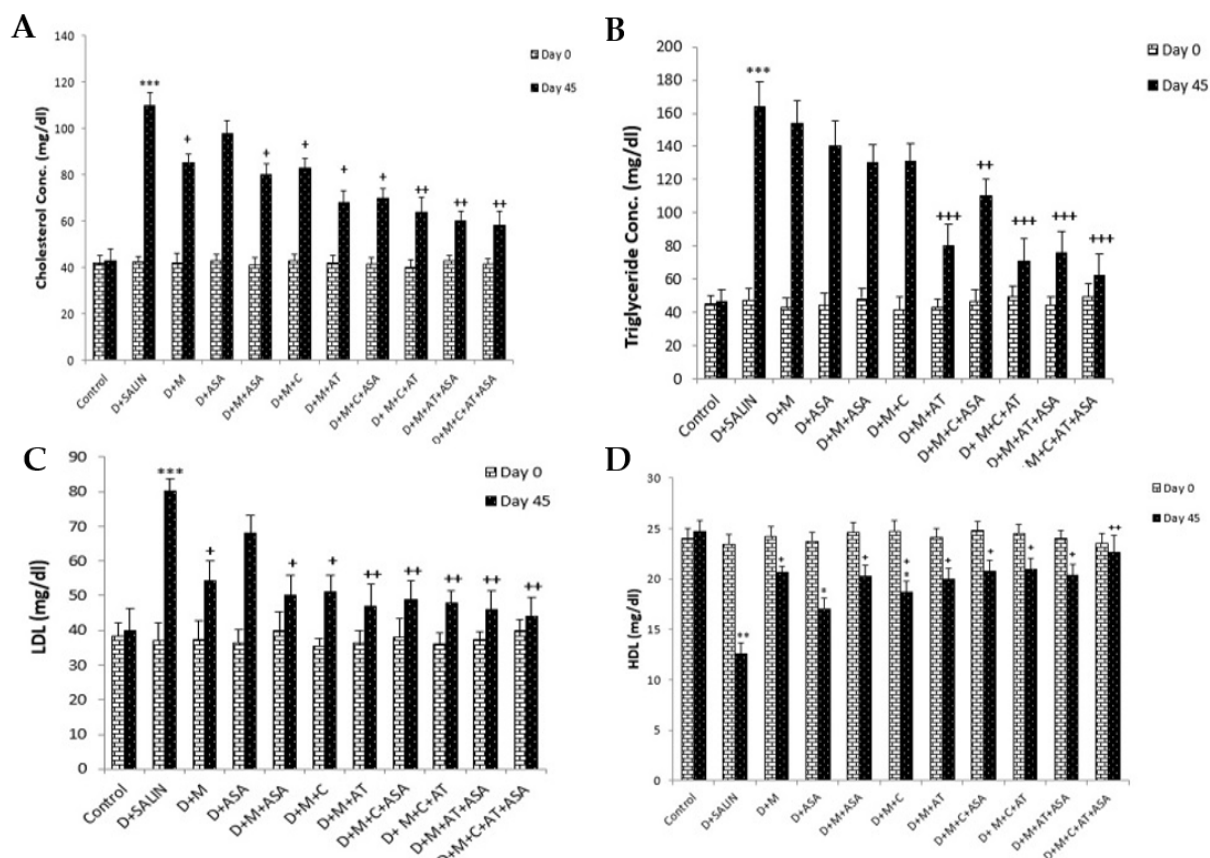 A
Cholesterol Conc. (mg/dl)
140
120
100
80
60
40
20
0
Day 0
Day 45
***
+
+
+
+
+
++
++
++
Control
D+SALIN
D+M
D+ASA
D+M+ASA
D+M+C
D+M+AT
D+M+C+ASA
D+ M+C+AT
D+M+AT+ASA
D+M+C+AT+ASA
B
Triglyceride Conc. (mg/dl)
200
180
160
140
120
100
80
60
40
20
0
Day 0
Day 45
***
+++
++
+++
+++
+++
Control
D+SALIN
D+M
D+ASA
D+M+ASA
D+M+C
D+M+AT
D+M+C+ASA
D+ M+C+AT
D+M+AT+ASA
M+C+AT+ASA
C
LDL (mg/dl)
90
80
70
60
50
40
30
20
10
0
Day 0
Day 45
***
+
+
+
++
++
++
++
++
Control
D+SALIN
D+M
D+ASA
D+M+ASA
D+M+C
D+M+AT
D+M+C+ASA
D+ M+C+AT
D+M+AT+ASA
D+M+C+AT+ASA
D
HDL (mg/dl)
30
25
20
15
10
5
0
Day 0
Day 45
**
+
*
+
+
*
+
+
+
+
++
Control
D+SALIN
D+M
D+ASA
D+M+ASA
D+M+C
D+M+AT
D+M+C+ASA
D+ M+C+AT
D+M+AT+ASA
D+M+C+AT+ASA